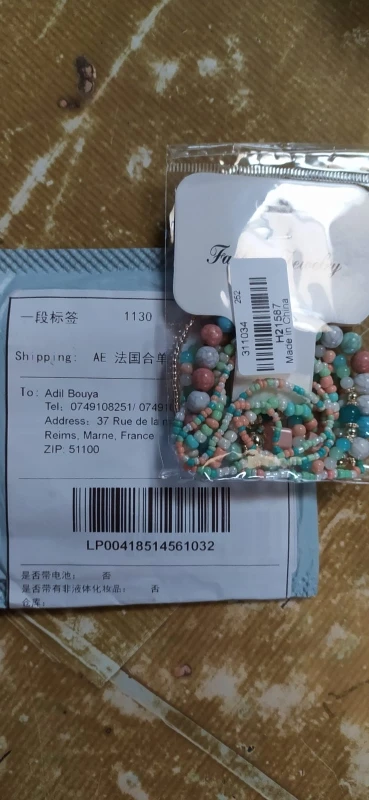 一段标签 1130
Shipping: AE 法国合单
To: Adil Bouya
Tel: 0749108251/ 07491
Address: 37 Rue de la
Reims, Marne, France
ZIP: 51100
LP00418514561032
是否带电池: 否
是否带有非液体化妆品: 否
仓库:
262
311034
H21587
Made In China